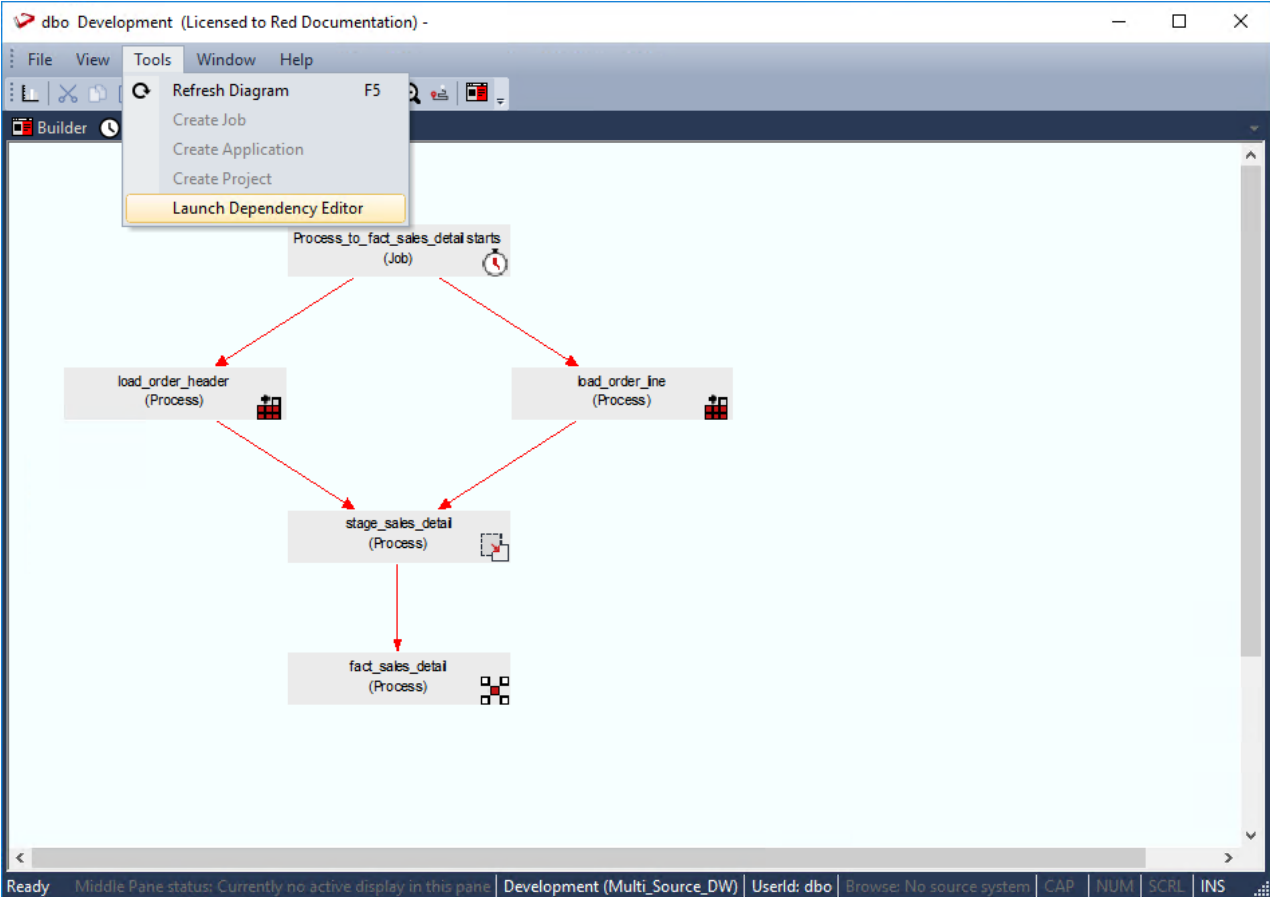 dbo Development (Licensed to Red Documentation) -
File View Tools Window Help
Refresh Diagram F5
Create Job
Create Application
Create Project
Launch Dependency Editor
Builder
Process_to_fact_sales_detail starts
(Job)
load_order_header
(Process)
load_order_line
(Process)
stage_sales_detail
(Process)
fact_sales_detail
(Process)
Ready Middle Pane status: Currently no active display in this pane Development (Multi_Source_DW) UserId: dbo Browse: No source system CAP NUM SCRL INS